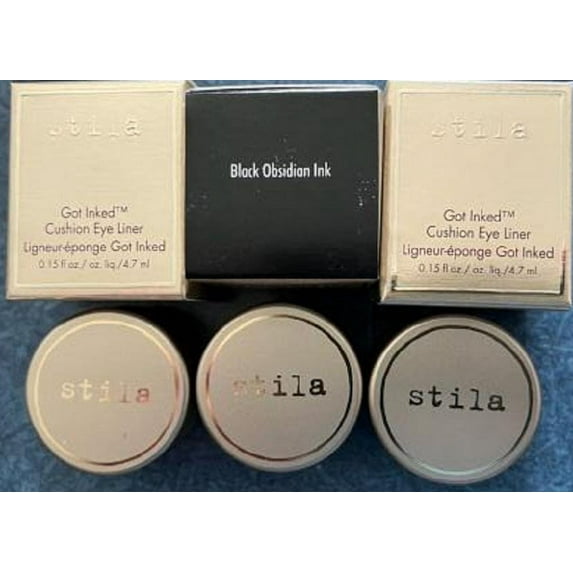 stila
Got Inked™
Cushion Eye Liner
Ligneur-éponge Got Inked
0.15 fl oz./ oz. liq./4.7 ml
Black Obsidian Ink
stila
Got Inked™
Cushion Eye Liner
Ligneur-éponge Got Inked
0.15 fl oz./ oz. liq./4.7 ml
stila
stila
stila